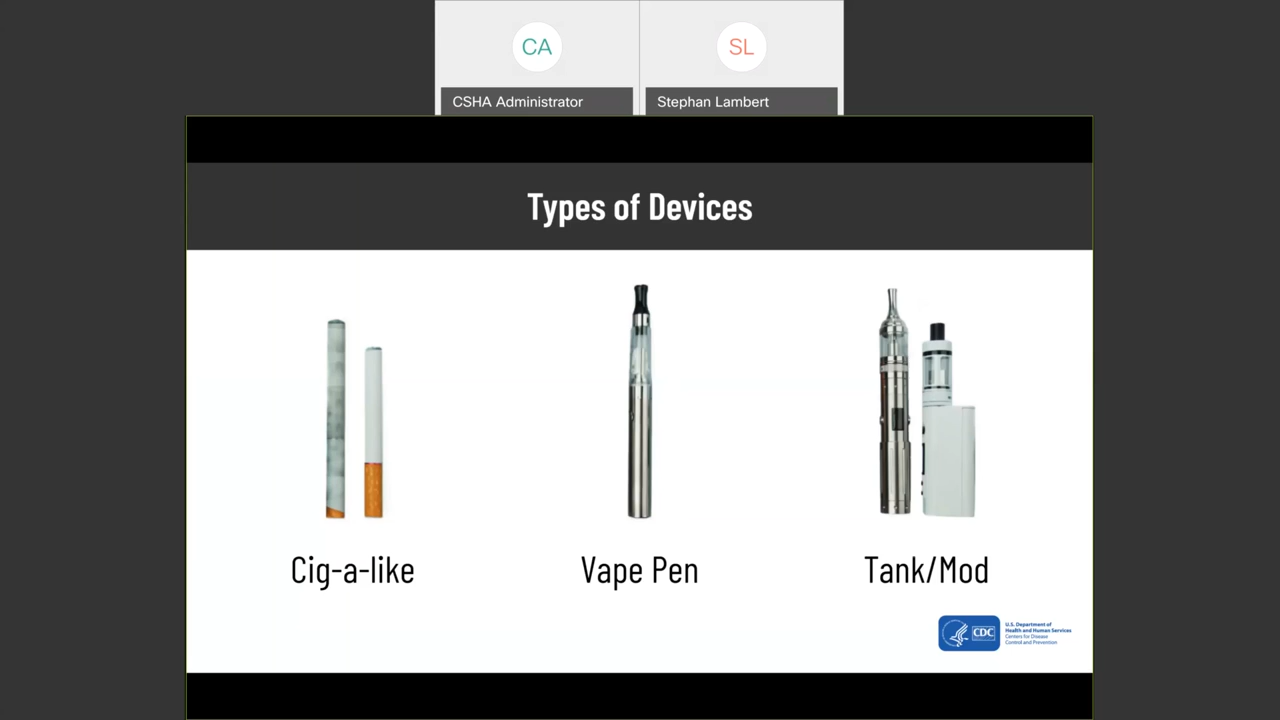 CA
SL
CSHA Administrator
Stephan Lambert
Types of Devices
Cig-a-like
Vape Pen
Tank/Mod
CDC
U.S. Department of
Health and Human Services
Centers for Disease
Control and Prevention